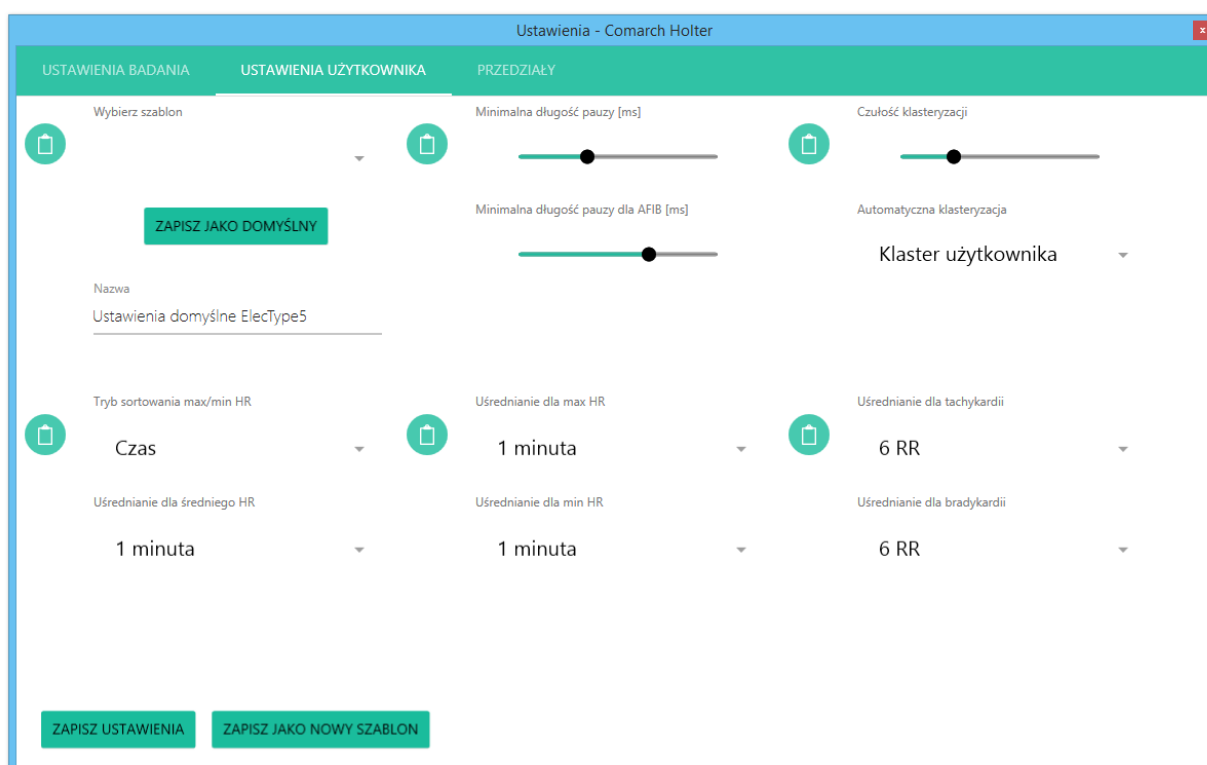 Ustawienia - Comarch Holter
x
USTAWIENIA BADANIA
USTAWIENIA UŻYTKOWNIKA
PRZEDZIAŁY
Wybierz szablon
Minimalna długość pauzy [ms]
Czułość klasteryzacji
ZAPISZ JAKO DOMYŚLNY
Minimalna długość pauzy dla AFIB [ms]
Automatyczna klasteryzacja
Klaster użytkownika
Nazwa
Ustawienia domyślne ElecType5
Tryb sortowania max/min HR
Uśrednianie dla max HR
Uśrednianie dla tachykardii
Czas
1 minuta
6 RR
Uśrednianie dla średniego HR
Uśrednianie dla min HR
Uśrednianie dla bradykardii
1 minuta
1 minuta
6 RR
ZAPISZ USTAWIENIA
ZAPISZ JAKO NOWY SZABLON